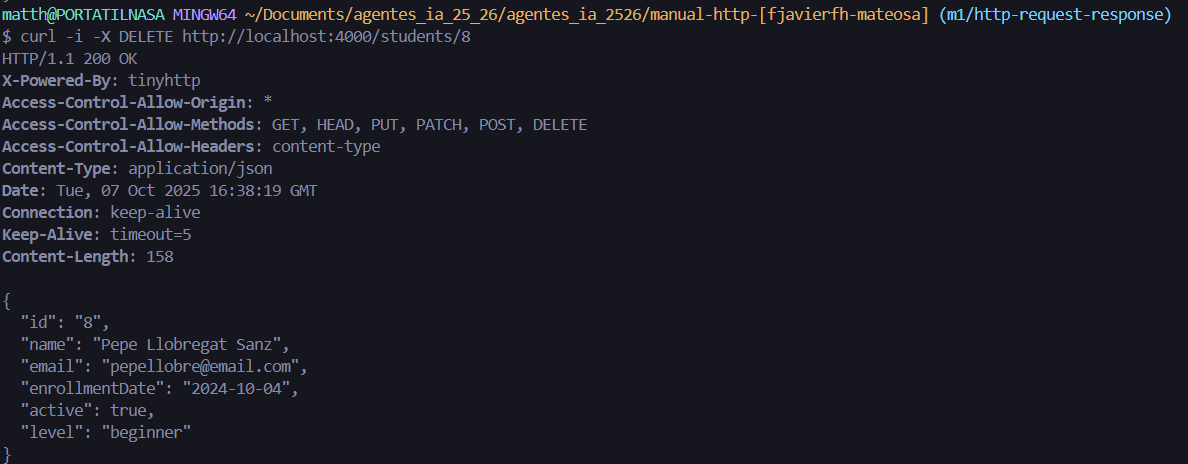 matth@PORTATILNASA MINGW64 ~/Documents/agentes_ia_25_26/agentes_ia_2526/manual-http-[fjavierfh-mateosa] (m1/http-request-response)
$ curl -i -X DELETE http://localhost:4000/students/8
HTTP/1.1 200 OK
X-Powered-By: tinyhttp
Access-Control-Allow-Origin: *
Access-Control-Allow-Methods: GET, HEAD, PUT, PATCH, POST, DELETE
Access-Control-Allow-Headers: content-type
Content-Type: application/json
Date: Tue, 07 Oct 2025 16:38:19 GMT
Connection: keep-alive
Keep-Alive: timeout=5
Content-Length: 158

{
  "id": "8",
  "name": "Pepe Llobregat Sanz",
  "email": "pepellobre@email.com",
  "enrollmentDate": "2024-10-04",
  "active": true,
  "level": "beginner"
}